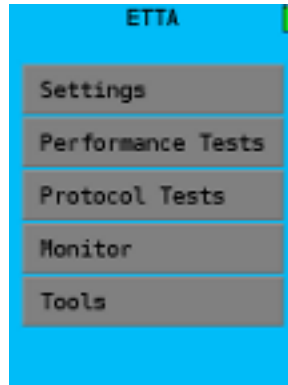 ETTA
Settings
Performance Tests
Protocol Tests
Monitor
Tools